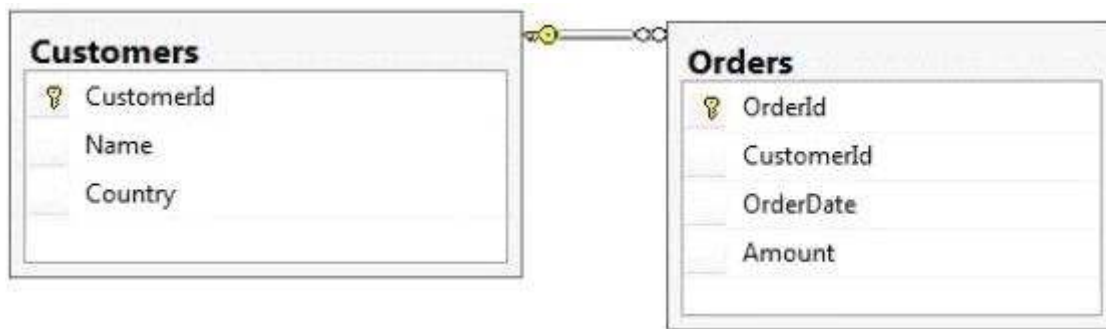 Customers
CustomerId
Name
Country
Orders
OrderId
CustomerId
OrderDate
Amount